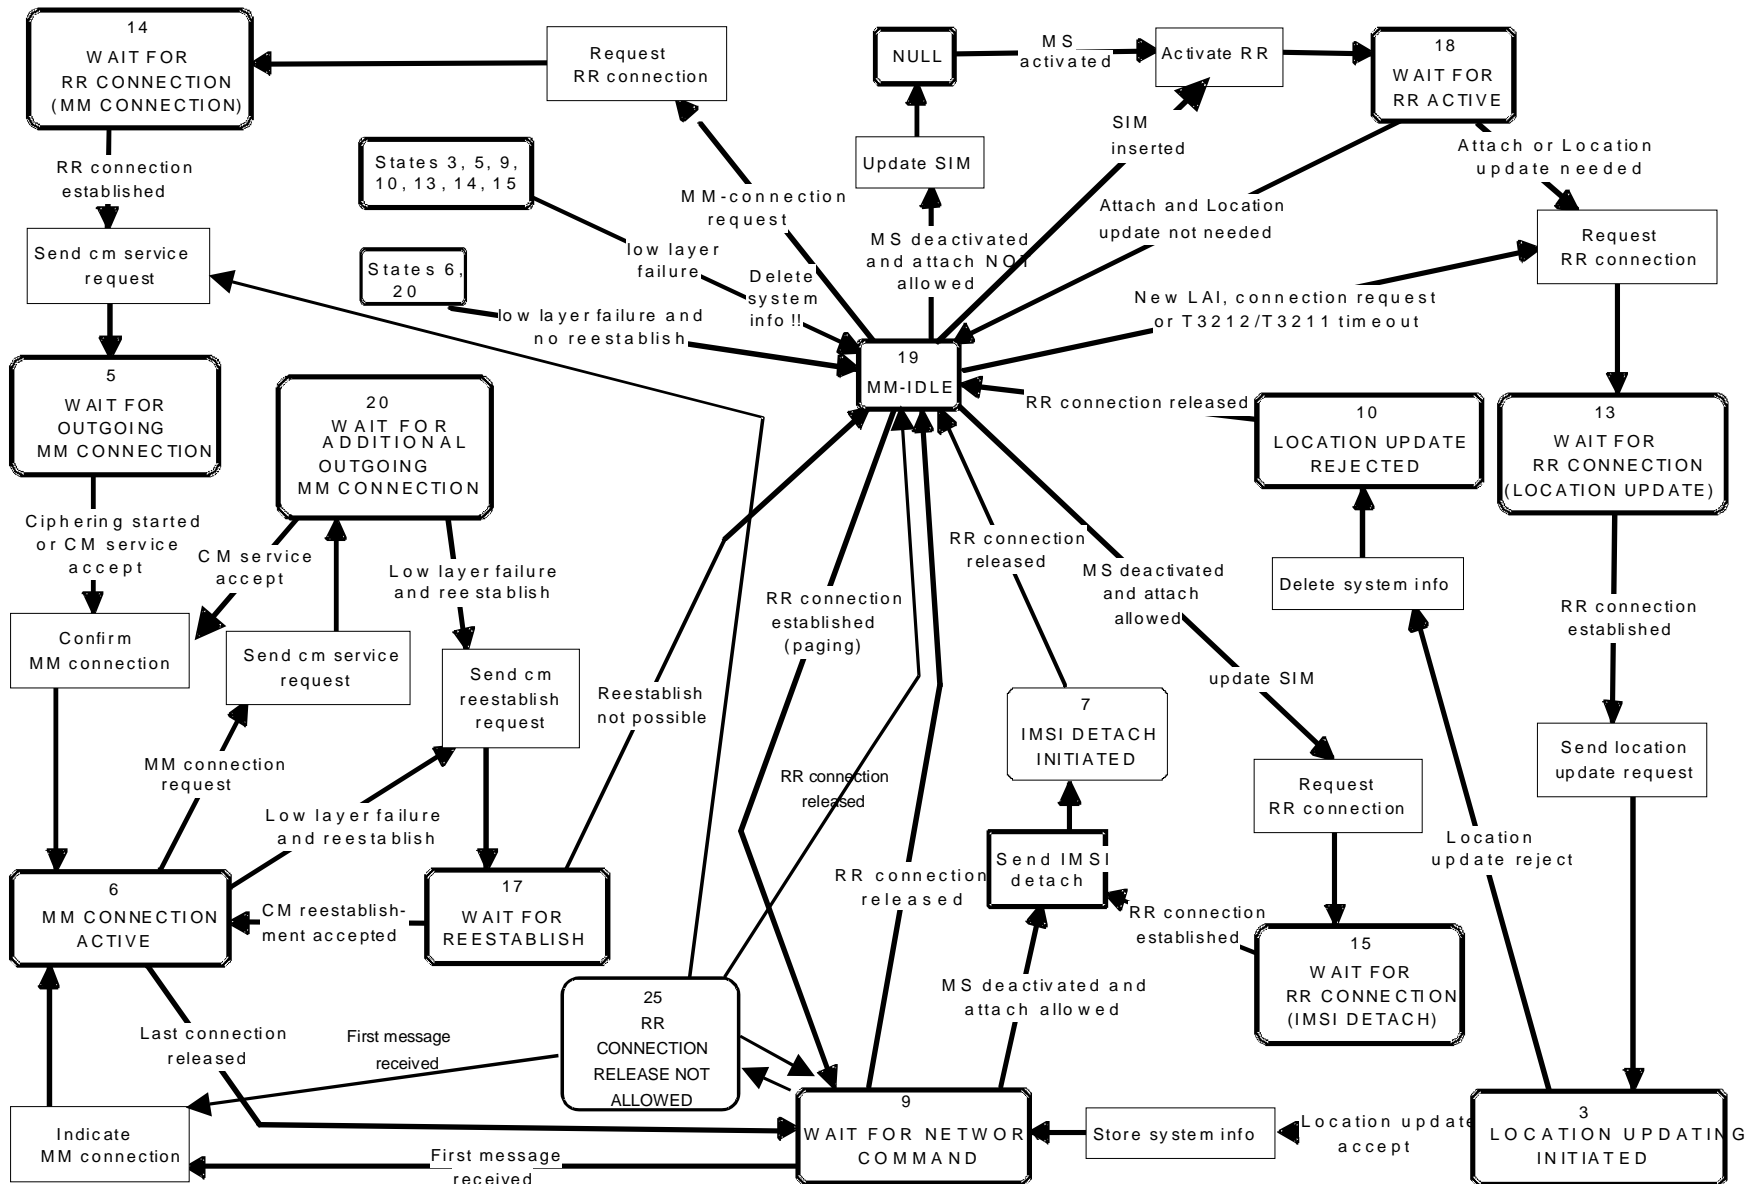 14
WAIT FOR
RR CONNECTION
(MM CONNECTION)
Request
RR connection
NULL
MS
activated
Activate RR
18
WAIT FOR
RR ACTIVE
RR connection
established
States 3, 5, 9,
10, 13, 14, 15
Update SIM
SIM
inserted
Attach or Location
update needed
MM-connection
request
Attach and Location
update not needed
Send cm service
request
States 6,
20
low layer
failure
Delete
system
info !!
MS deactivated
and attach NOT
allowed
Request
RR connection
low layer failure and
no reestablish
New LAI, connection request
or T3212/T3211 timeout
19
MM-IDLE
5
WAIT FOR
OUTGOING
MM CONNECTION
20
WAIT FOR
ADDITIONAL
OUTGOING
MM CONNECTION
RR connection released
10
LOCATION UPDATE
REJECTED
13
WAIT FOR
RR CONNECTION
(LOCATION UPDATE)
Ciphering started
or CM service
accept
CM service
accept
Low layer failure
and reestablish
RR connection
released
MS deactivated
and attach
allowed
Delete system info
RR connection
established
RR connection
established
(paging)
Confirm
MM connection
Send cm service
request
Send cm
reestablish
request
Reestablish
not possible
update SIM
7
IMSI DETACH
INITIATED
Send location
update request
MM connection
request
RR connection
released
Request
RR connection
Low layer failure
and reestablish
Location
update reject
Send IMSI
detach
RR connection
released
6
MM CONNECTION
ACTIVE
CM reestablish-
ment accepted
17
WAIT FOR
REESTABLISH
RR connection
established
15
WAIT FOR
RR CONNECTION
(IMSI DETACH)
MS deactivated and
attach allowed
25
RR
CONNECTION
RELEASE NOT
ALLOWED
Last connection
released
First message
received
9
WAIT FOR NETWOR
COMMAND
Store system info
Location update
accept
3
LOCATION UPDATING
INITIATED
Indicate
MM connection
First message
received